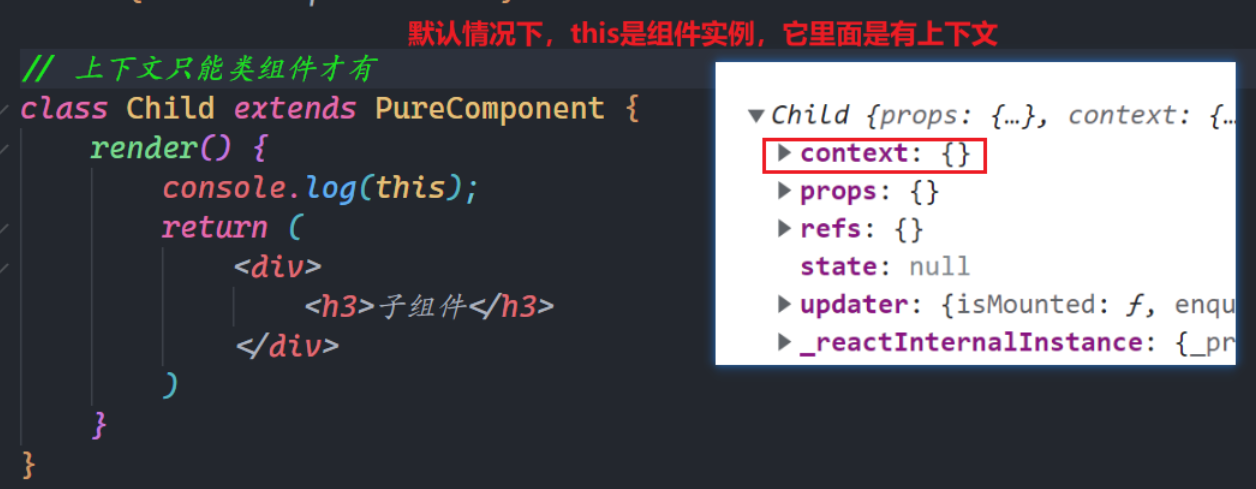 默认情况下，this是组件实例，它里面是有上下文
// 上下文只能类组件才有
class Child extends PureComponent {
render() {
console.log(this);
return (
<div>
<h3>子组件</h3>
</div>
)
}
}
▼Child {props: {…}, context: {…
▶context: {}
▶props: {}
▶refs: {}
state: null
▶updater: {isMounted: ƒ, enqu
▶_reactInternalInstance: {_pr